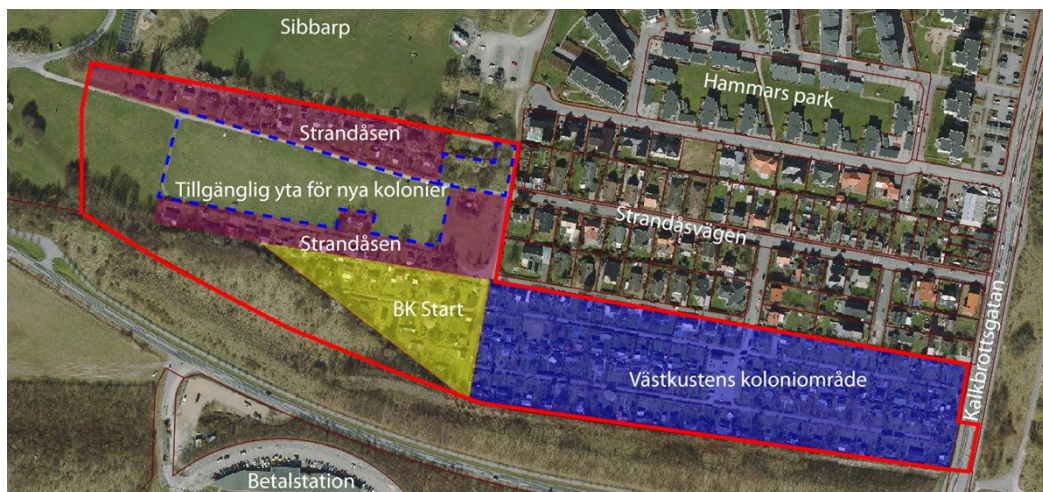 Sibbarp
Hammars park
Strandåsen
Tillgänglig yta för nya kolonier
Strandåsvägen
Strandåsen
BK Start
Kalkbrottsgatan
Västkustens koloniområde
Betalstation